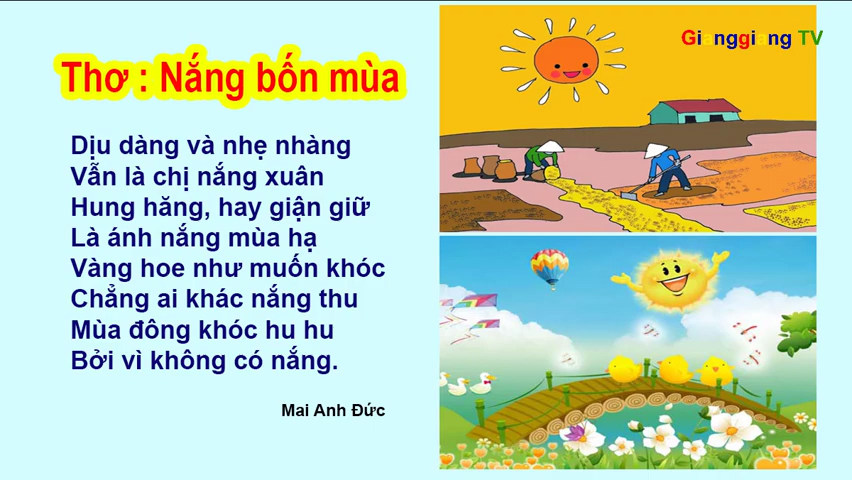 Thơ : Nắng bốn mùa
Dịu dàng và nhẹ nhàng
Vẫn là chị nắng xuân
Hung hăng, hay giận giữ
Là ánh nắng mùa hạ
Vàng hoe như muốn khóc
Chẳng ai khác nắng thu
Mùa đông khóc hu hu
Bởi vì không có nắng.
Mai Anh Đức
Gianggiang TV